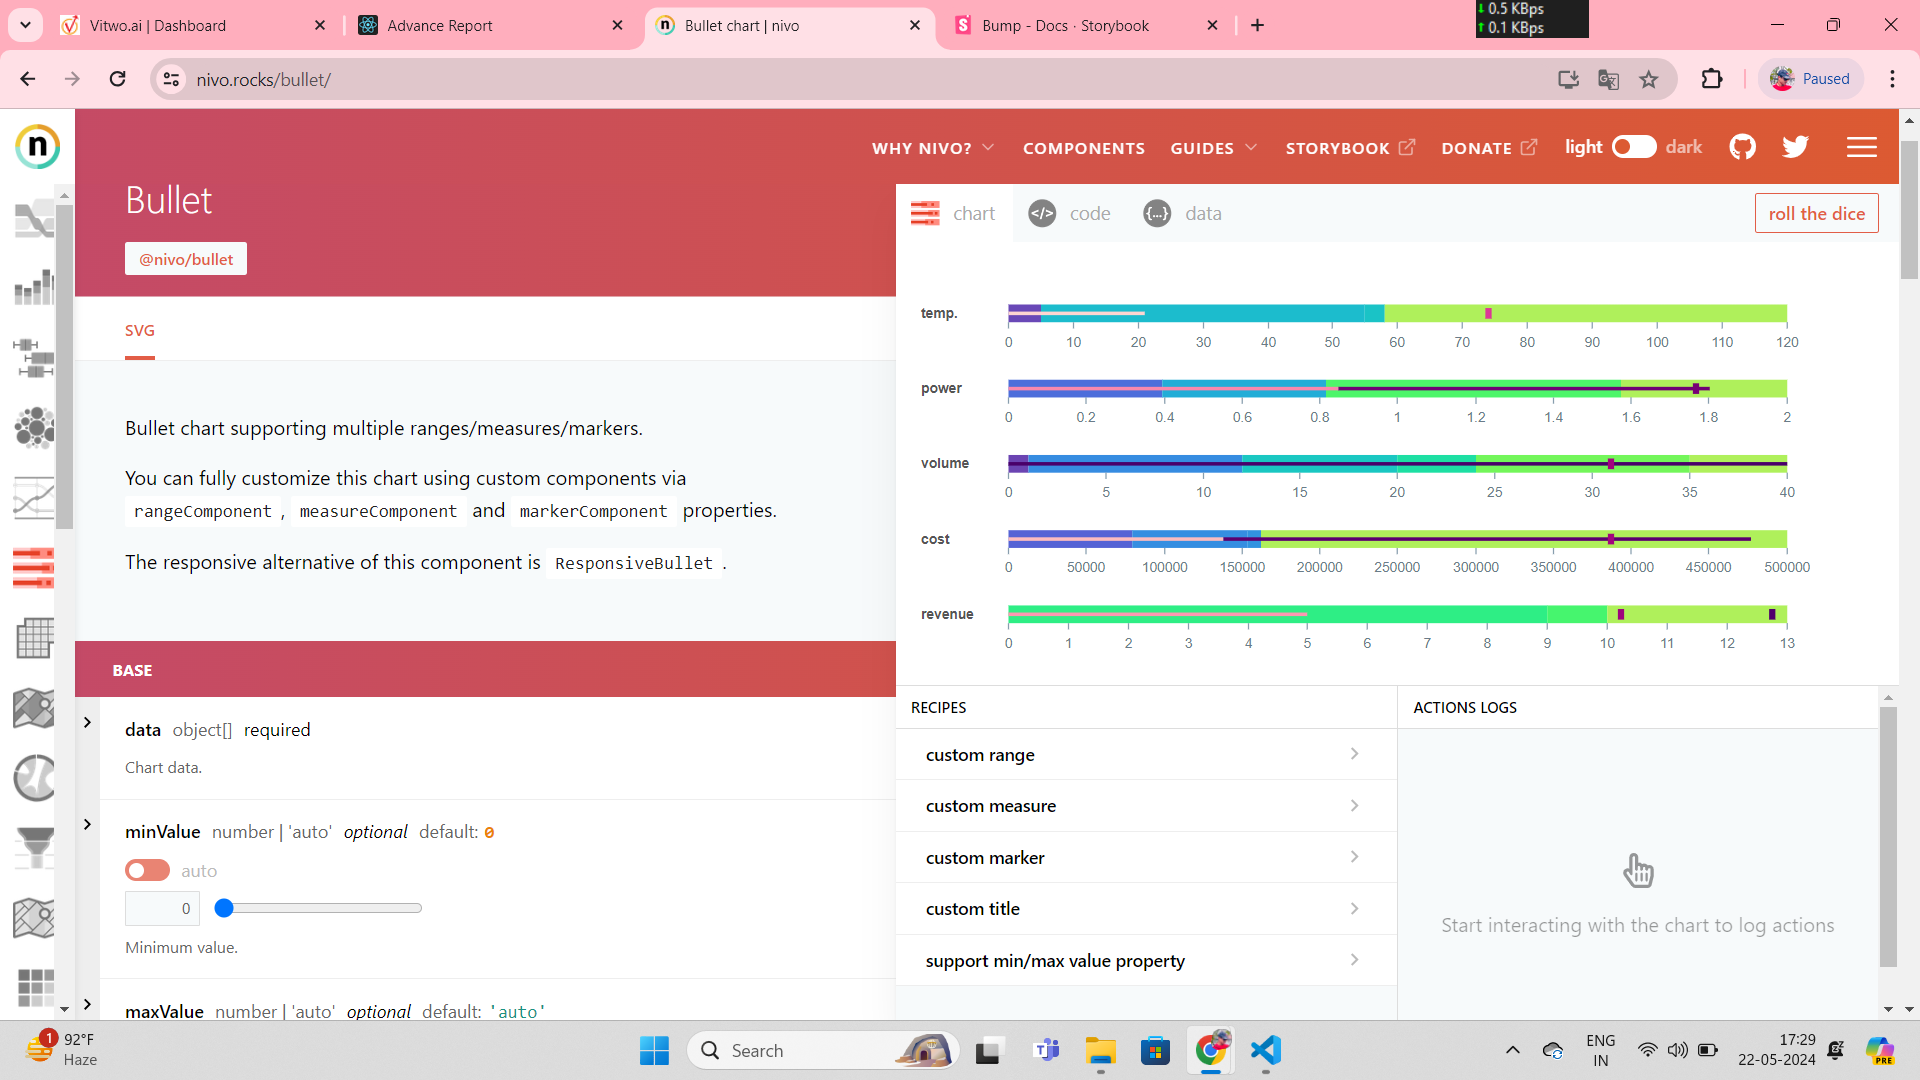 Vitwo.ai | Dashboard
Advance Report
Bullet chart | nivo
Bump - Docs · Storybook
0.5 KBps
0.1 KBps
nivo.rocks/bullet/
Paused
n
WHY NIVO?
COMPONENTS
GUIDES
STORYBOOK
DONATE
light
dark
Bullet
@nivo/bullet
chart
code
data
roll the dice
SVG
Bullet chart supporting multiple ranges/measures/markers.
You can fully customize this chart using custom components via
rangeComponent , measureComponent and markerComponent properties.
The responsive alternative of this component is ResponsiveBullet .
temp.
0 10 20 30 40 50 60 70 80 90 100 110 120
power
0 0.2 0.4 0.6 0.8 1 1.2 1.4 1.6 1.8 2
volume
0 5 10 15 20 25 30 35 40
cost
0 50000 100000 150000 200000 250000 300000 350000 400000 450000 500000
revenue
0 1 2 3 4 5 6 7 8 9 10 11 12 13
BASE
data object[] required
Chart data.
minValue number | 'auto' optional default: 0
auto
0
Minimum value.
maxValue number | 'auto' optional default: 'auto'
RECIPES
custom range
custom measure
custom marker
custom title
support min/max value property
ACTIONS LOGS
Start interacting with the chart to log actions
1
92°F
Haze
Search
ENG
IN
17:29
22-05-2024
PRE